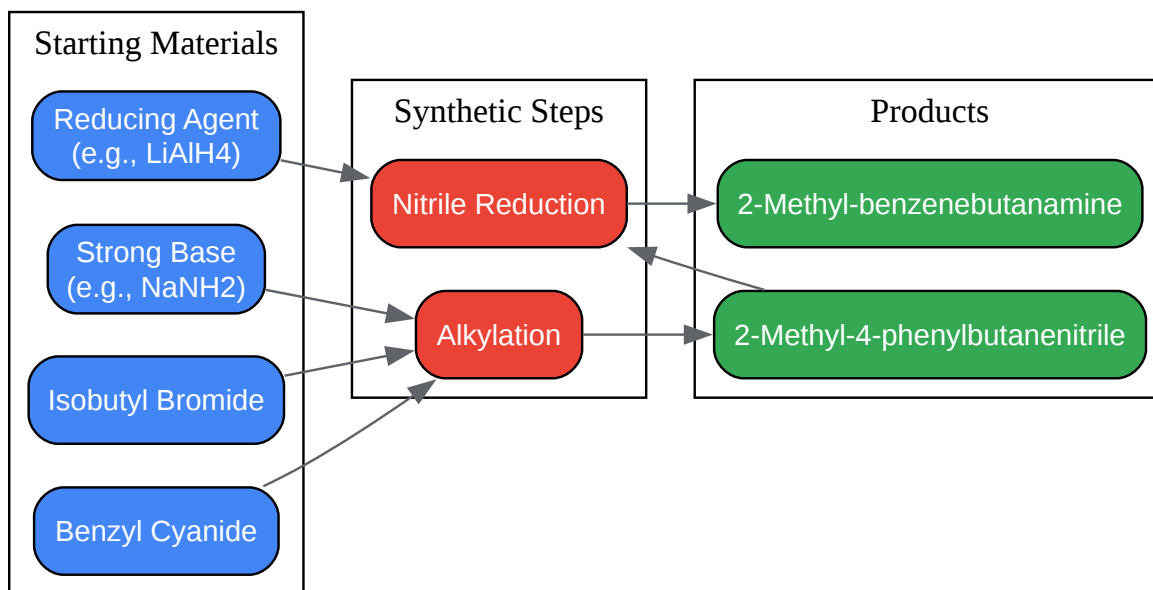 Starting Materials
Reducing Agent
(e.g., LiAlH4)
Strong Base
(e.g., NaNH2)
Isobutyl Bromide
Benzyl Cyanide
Synthetic Steps
Nitrile Reduction
Alkylation
Products
2-Methyl-benzenebutanamine
2-Methyl-4-phenylbutanenitrile